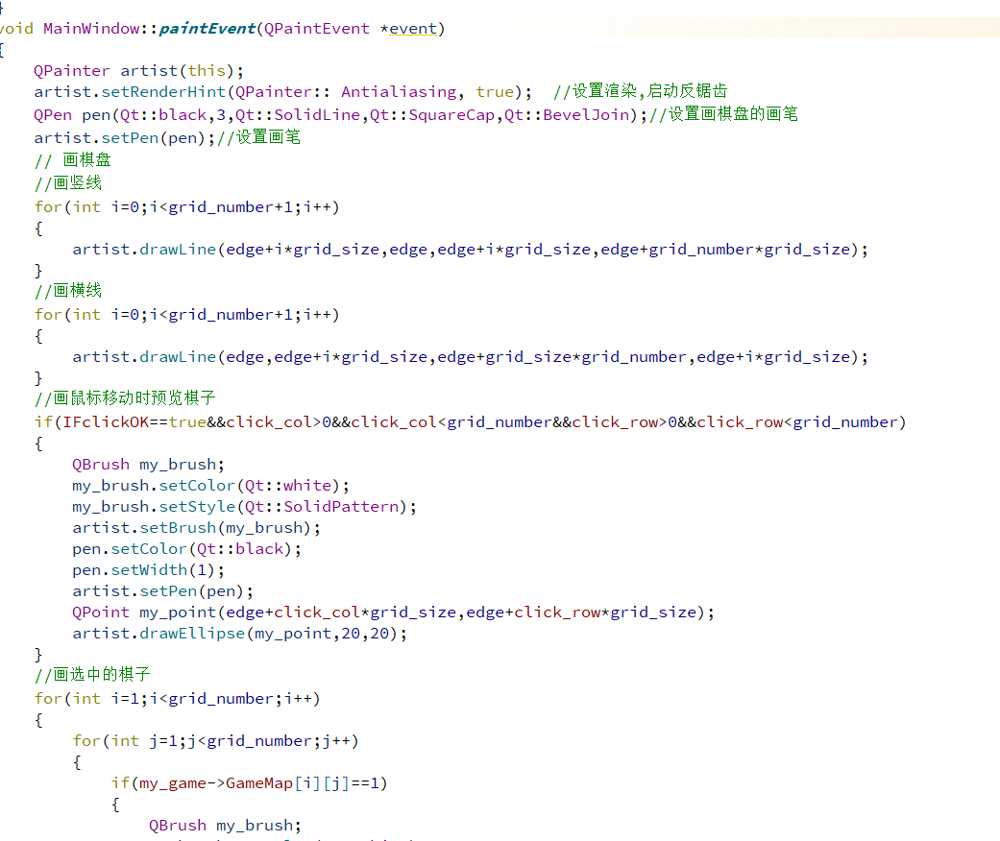 }
void MainWindow::paintEvent(QPaintEvent *event)
{
    QPainter artist(this);
    artist.setRenderHint(QPainter:: Antialiasing, true);  //设置渲染,启动反锯齿
    QPen pen(Qt::black,3,Qt::SolidLine,Qt::SquareCap,Qt::BevelJoin);//设置画棋盘的画笔
    artist.setPen(pen);//设置画笔
    // 画棋盘
    //画竖线
    for(int i=0;i<grid_number+1;i++)
    {
        artist.drawLine(edge+i*grid_size,edge,edge+i*grid_size,edge+grid_number*grid_size);
    }
    //画横线
    for(int i=0;i<grid_number+1;i++)
    {
        artist.drawLine(edge,edge+i*grid_size,edge+grid_size*grid_number,edge+i*grid_size);
    }
    //画鼠标移动时预览棋子
    if(IFclickOK==true&&click_col>0&&click_col<grid_number&&click_row>0&&click_row<grid_number)
    {
        QBrush my_brush;
        my_brush.setColor(Qt::white);
        my_brush.setStyle(Qt::SolidPattern);
        artist.setBrush(my_brush);
        pen.setColor(Qt::black);
        pen.setWidth(1);
        artist.setPen(pen);
        QPoint my_point(edge+click_col*grid_size,edge+click_row*grid_size);
        artist.drawEllipse(my_point,20,20);
    }
    //画选中的棋子
    for(int i=1;i<grid_number;i++)
    {
        for(int j=1;j<grid_number;j++)
        {
            if(my_game->GameMap[i][j]==1)
            {
                QBrush my_brush;